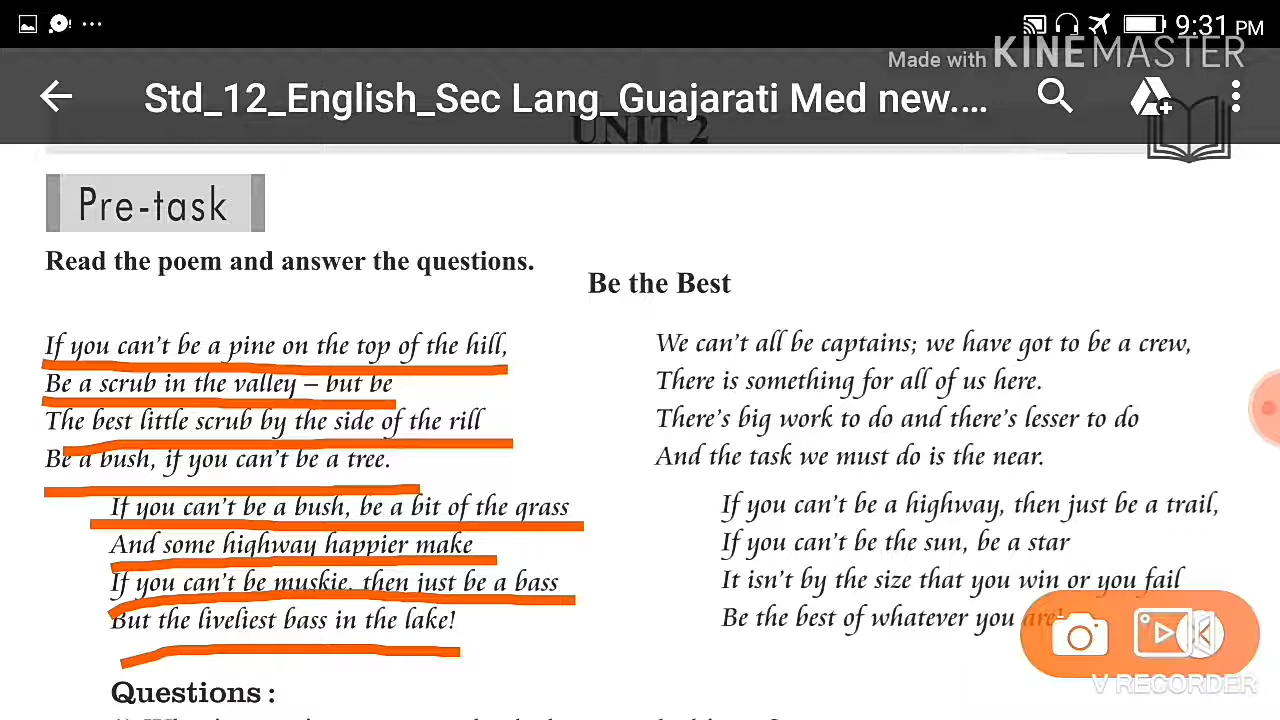 9:31 PM
Made with KINEMASTER
Std_12_English_Sec Lang_Guajarati Med new....
UNIT 2
Pre-task
Read the poem and answer the questions.
Be the Best
If you can't be a pine on the top of the hill,
Be a scrub in the valley – but be
The best little scrub by the side of the rill
Be a bush, if you can't be a tree.
If you can't be a bush, be a bit of the grass
And some highway happier make
If you can't be muskie, then just be a bass
But the liveliest bass in the lake!
We can't all be captains; we have got to be a crew,
There is something for all of us here.
There's big work to do and there's lesser to do
And the task we must do is the near.
If you can't be a highway, then just be a trail,
If you can't be the sun, be a star
It isn't by the size that you win or you fail
Be the best of whatever you are!
V RECORDER
Questions :